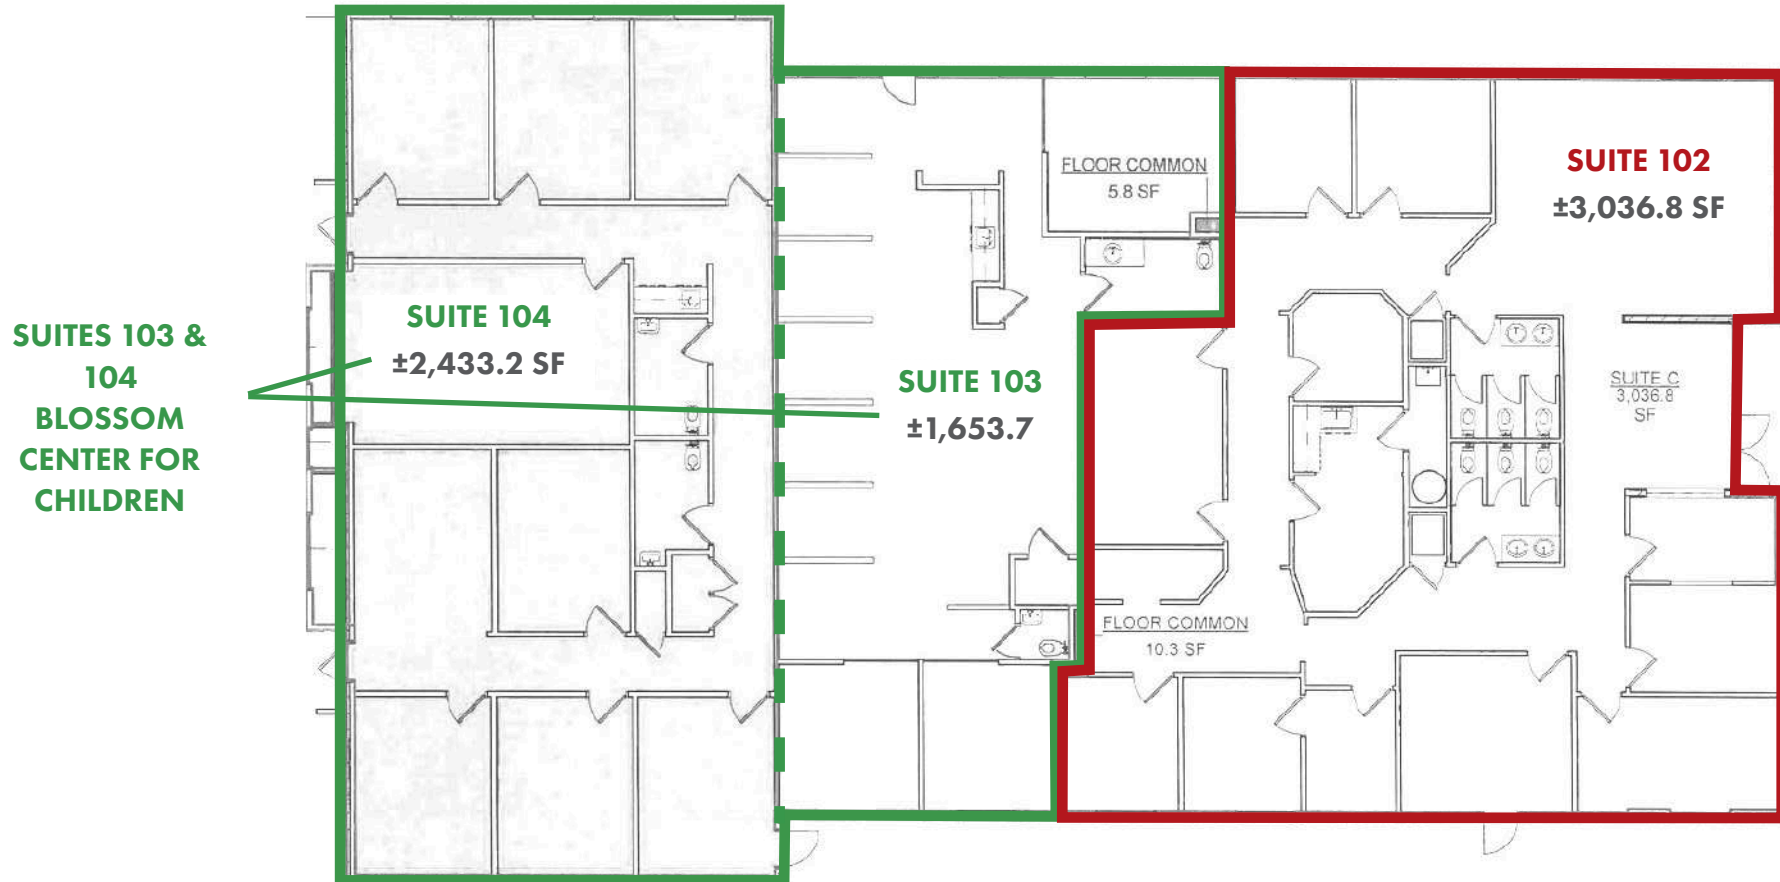 SUITES 103 &
104
BLOSSOM
CENTER FOR
CHILDREN
SUITE 104
±2,433.2 SF
SUITE 103
±1,653.7
FLOOR COMMON
5.8 SF
SUITE 102
±3,036.8 SF
SUITE C
3,036.8
SF
FLOOR COMMON
10.3 SF